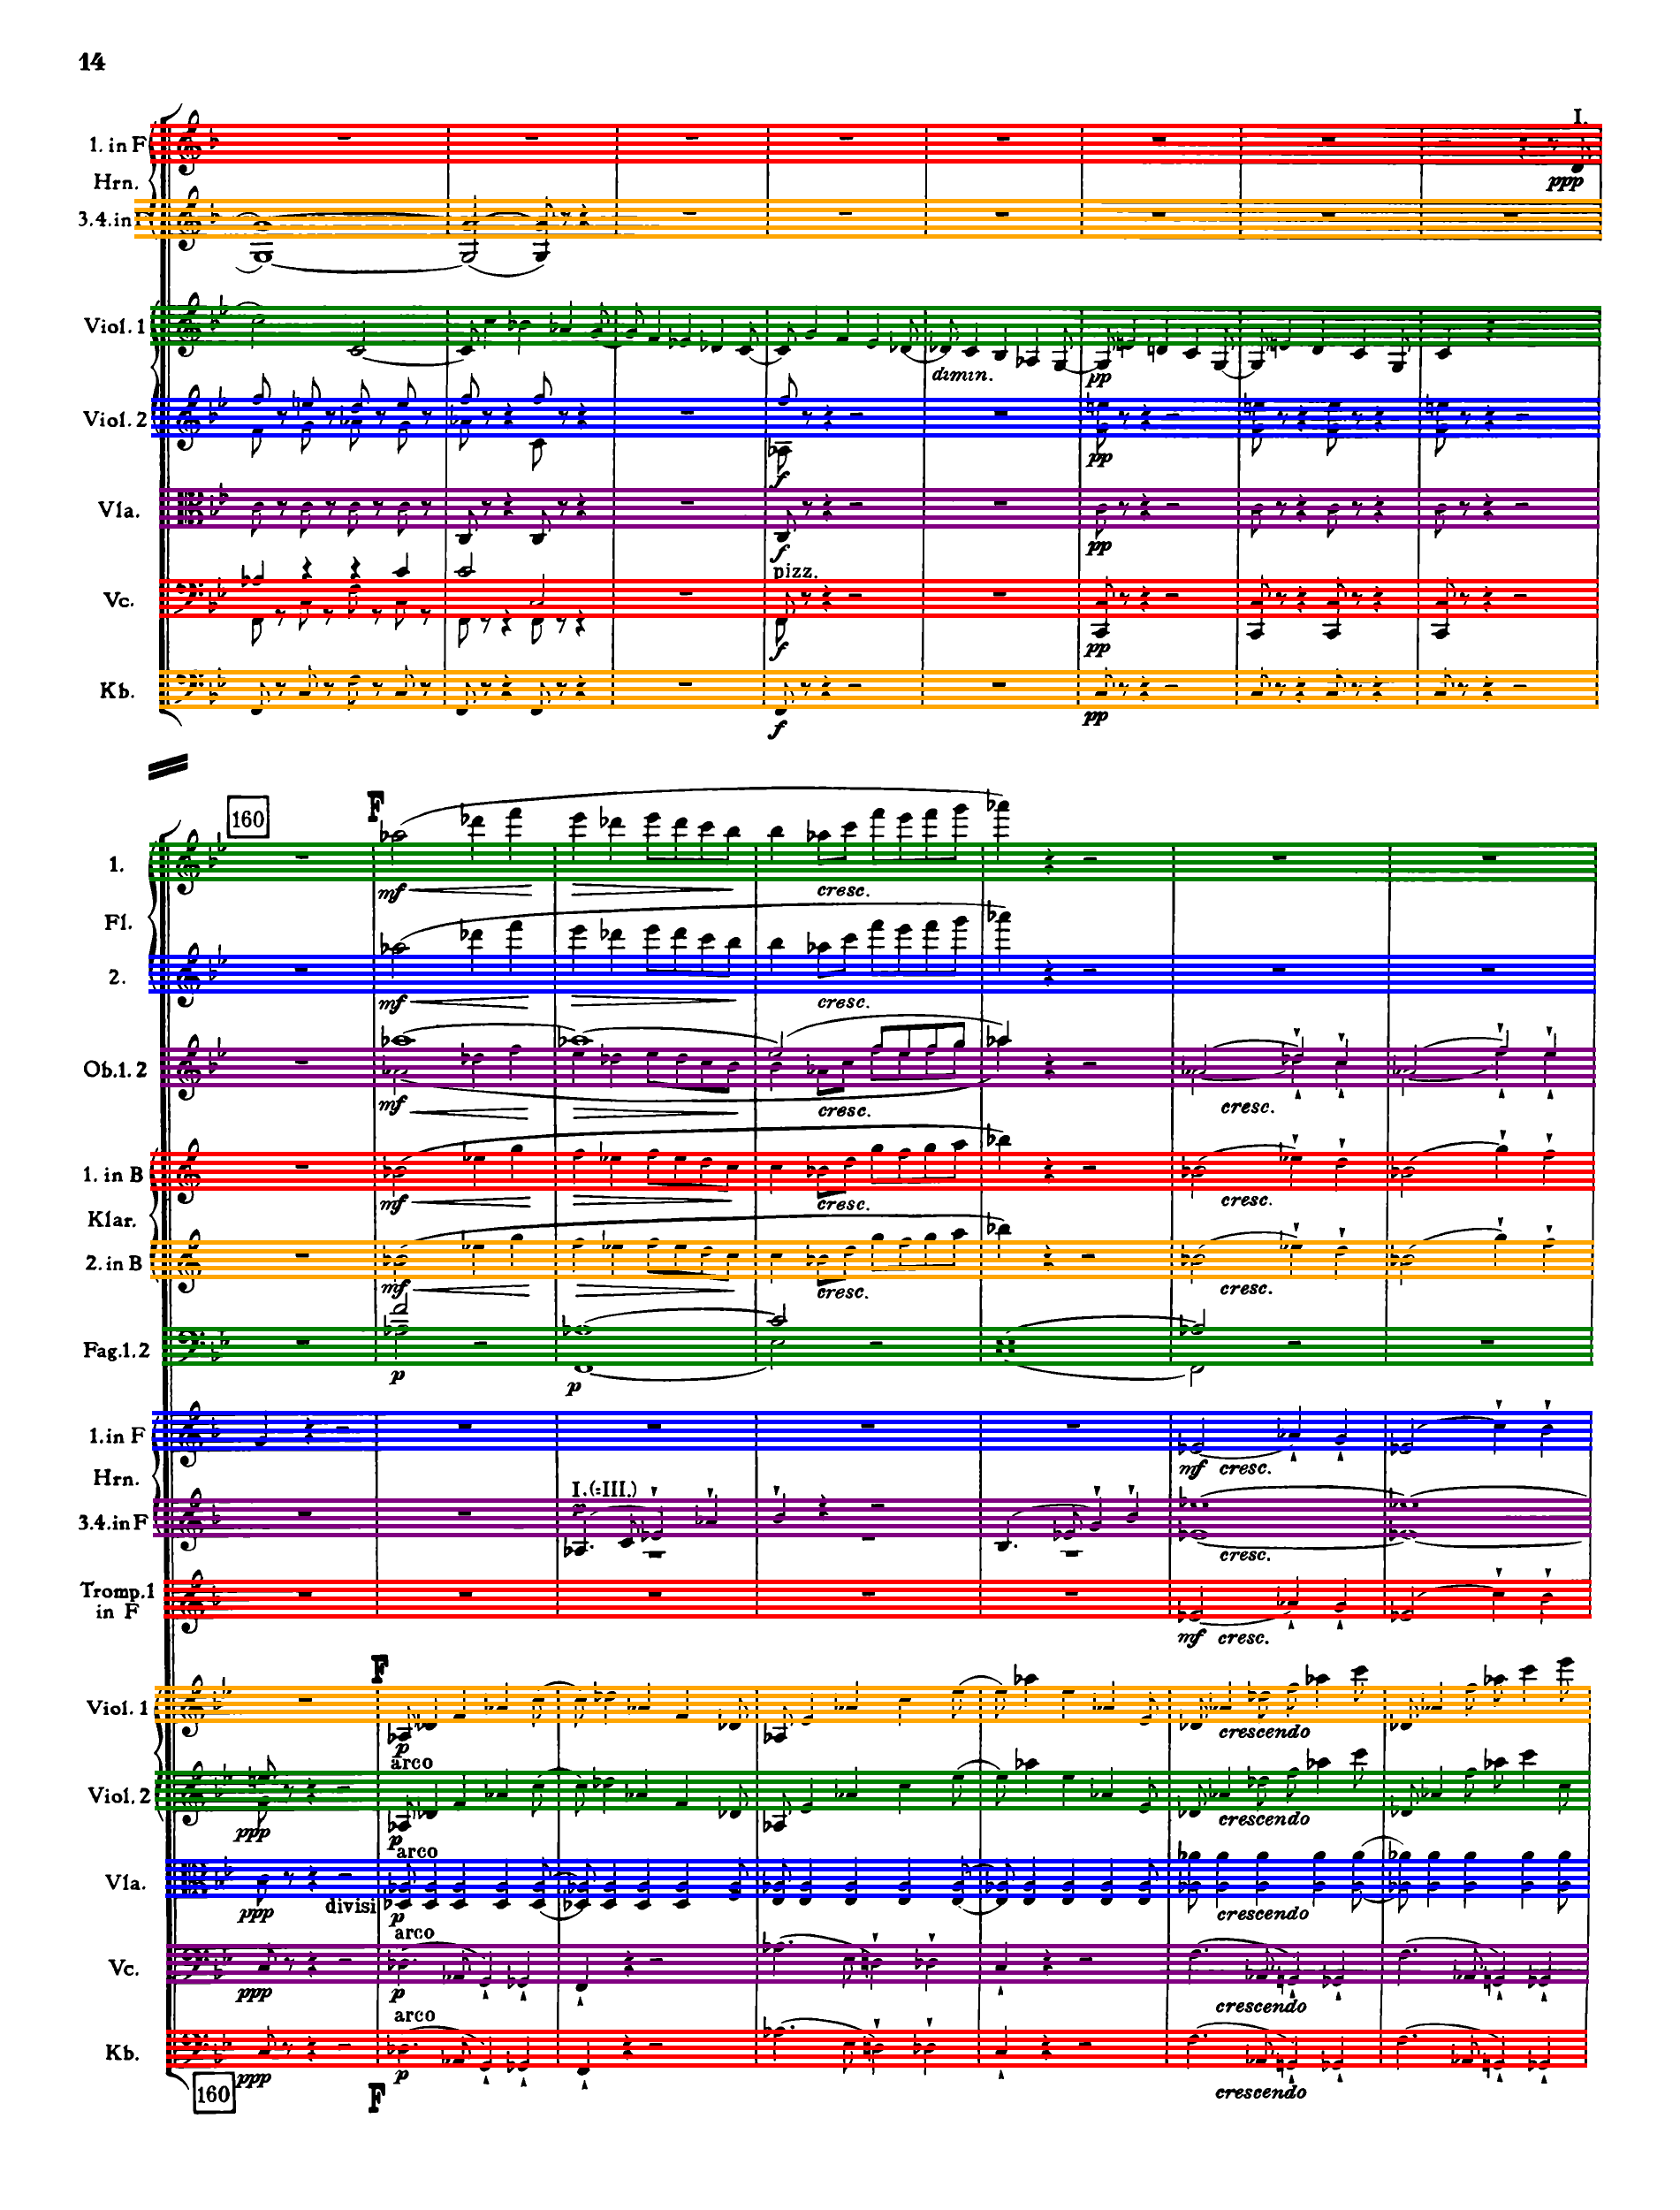 14
I.
1. in F
ppp
Hrn.
3.4.in
Viol. 1
dimin.
pp
Viol. 2
f
pp
Vla.
f
pp
pizz.
Vc.
f
pp
Kb.
f
pp
160
F
1.
mf
cresc.
Fl.
2.
mf
cresc.
Ob.1.2
mf
cresc.
cresc.
1. in B
mf
cresc.
cresc.
Klar.
2. in B
mf
cresc.
cresc.
Fag.1.2
p
p
1.in F
mf cresc.
Hrn.
I.(=III.)
3.4.inF
cresc.
Tromp.1
in F
mf cresc.
F
Viol. 1
p
crescendo
arco
Viol. 2
ppp
p
crescendo
arco
Vla.
ppp
divisi
p
crescendo
arco
Vc.
ppp
p
crescendo
arco
Kb.
ppp
p
crescendo
160
F